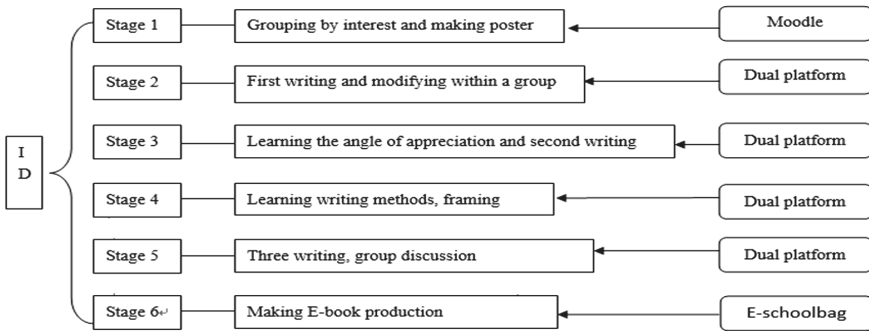 Stage 1 Grouping by interest and making poster Moodle
Stage 2 First writing and modifying within a group Dual platform
Stage 3 Learning the angle of appreciation and second writing Dual platform
I
D
Stage 4 Learning writing methods, framing Dual platform
Stage 5 Three writing, group discussion Dual platform
Stage 6↵ Making E-book production E-schoolbag